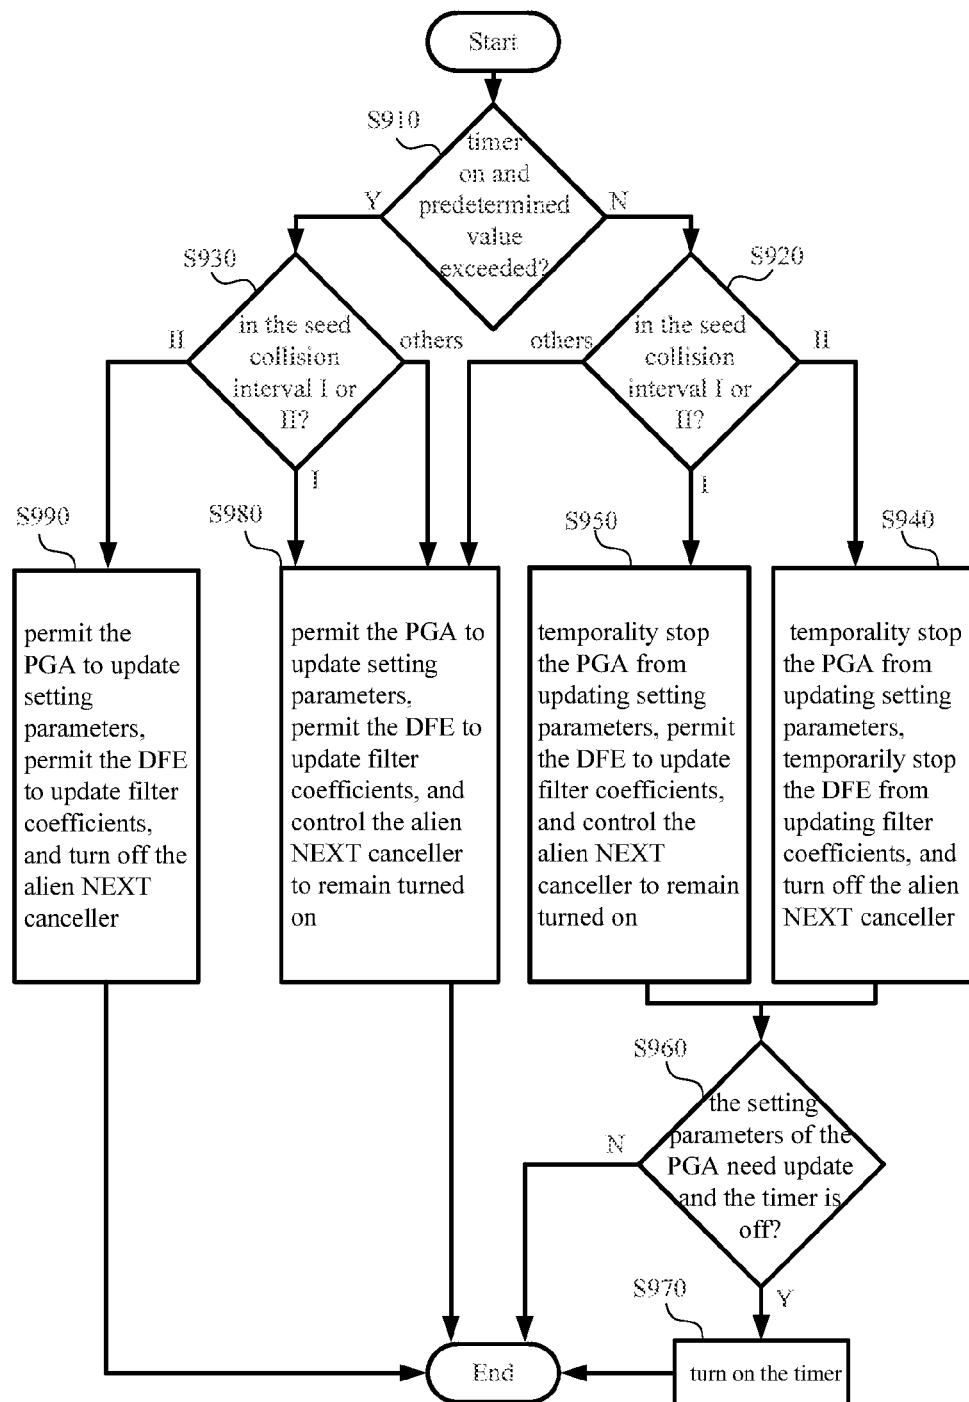 Start
S910
timer
on and
predetermined
value
exceeded?
Y
N
S930
in the seed
collision
interval I or
II?
II
others
I
S920
in the seed
collision
interval I or
II?
others
II
I
S990
permit the
PGA to update
setting
parameters,
permit the DFE
to update filter
coefficients,
and turn off the
alien NEXT
canceller
S980
permit the PGA to
update setting
parameters,
permit the DFE to
update filter
coefficients, and
control the alien
NEXT canceller
to remain turned
on
S950
temporality stop
the PGA from
updating setting
parameters, permit
the DFE to update
filter coefficients,
and control the
alien NEXT
canceller to remain
turned on
S940
temporality stop
the PGA from
updating setting
parameters,
temporarily stop
the DFE from
updating filter
coefficients, and
turn off the alien
NEXT canceller
S960
the setting
parameters of the
PGA need update
and the timer is
off?
N
Y
S970
turn on the timer
End